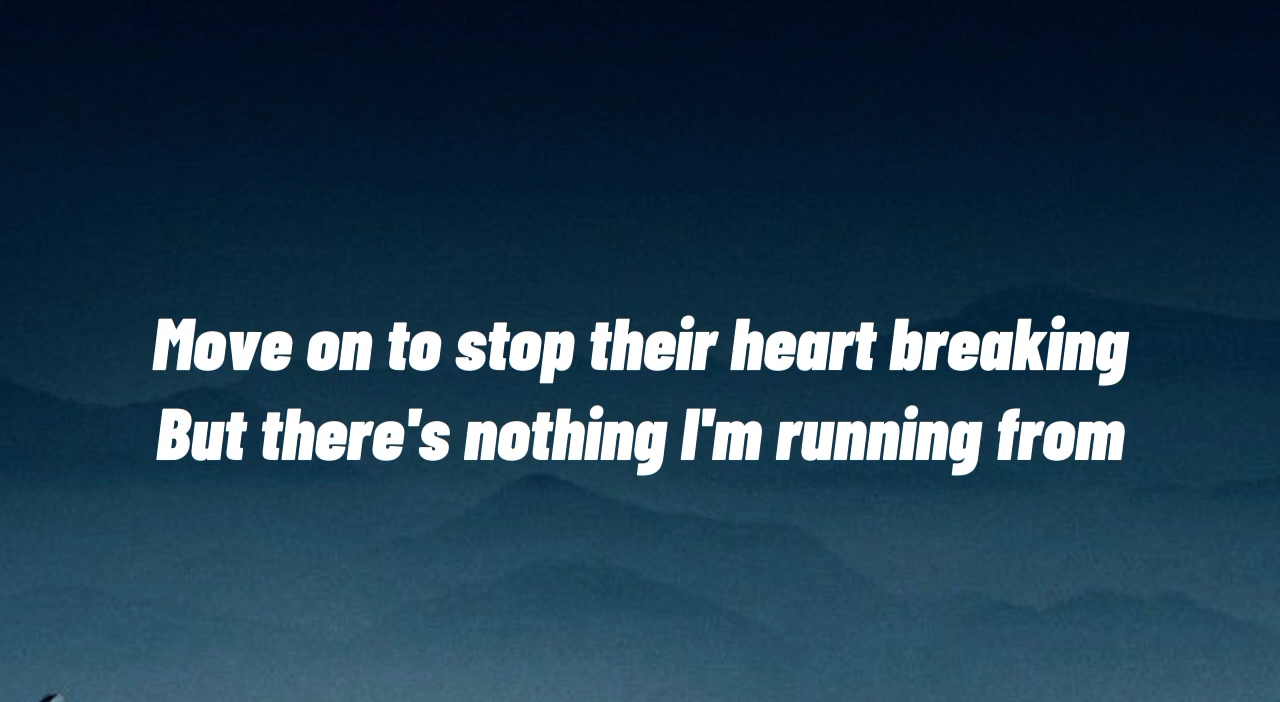 Move on to stop their heart breaking
But there's nothing I'm running from